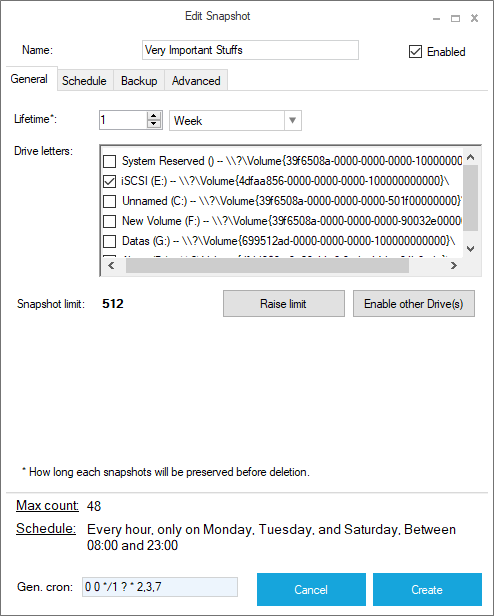 Edit Snapshot
Name: Very Important Stuffs Enabled
General Schedule Backup Advanced
Lifetime*: 1 Week
Drive letters:
System Reserved () -- \\?\Volume{39f6508a-0000-0000-0000-10000000
iSCSI (E:) -- \\?\Volume{4dfaa856-0000-0000-0000-100000000000}\
Unnamed (C:) -- \\?\Volume{39f6508a-0000-0000-0000-501f00000000}\
New Volume (F:) -- \\?\Volume{39f6508a-0000-0000-0000-90032e0000
Datas (G:) -- \\?\Volume{699512ad-0000-0000-0000-100000000000}\
Snapshot limit: 512 Raise limit Enable other Drive(s)
* How long each snapshots will be preserved before deletion.
Max count: 48
Schedule: Every hour, only on Monday, Tuesday, and Saturday, Between
08:00 and 23:00
Gen. cron: 0 0 */1 ? * 2,3,7 Cancel Create